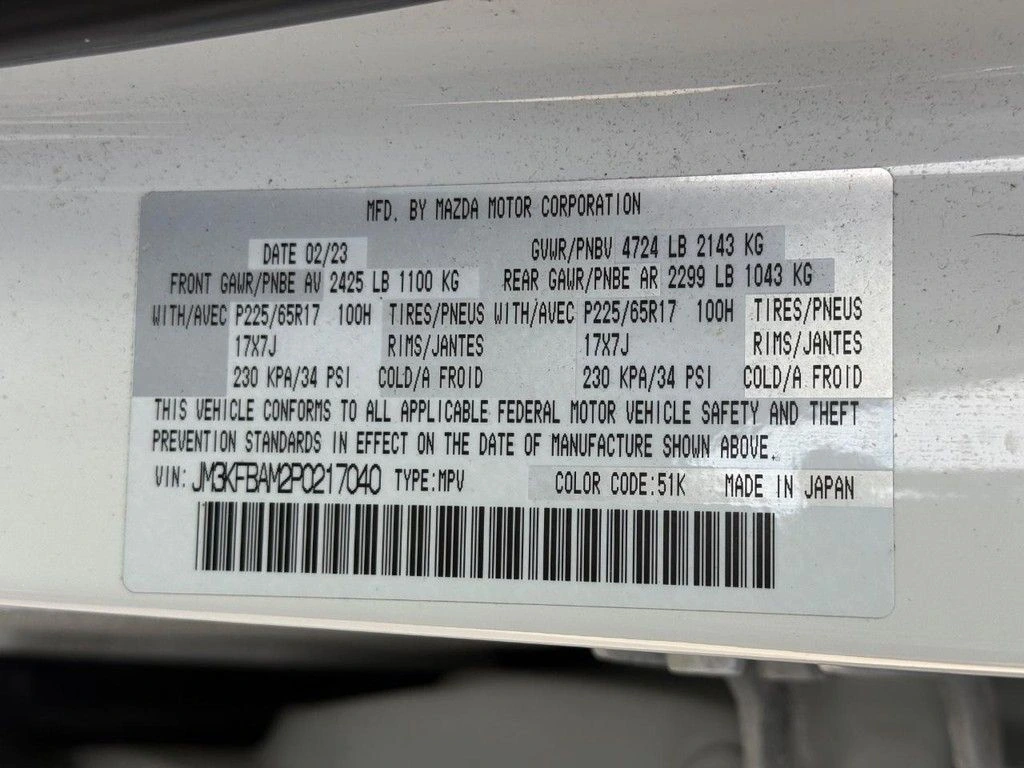 MFD. BY MAZDA MOTOR CORPORATION
DATE 02/23 GVWR/PNBV 4724 LB 2143 KG
FRONT GAWR/PNBE AV 2425 LB 1100 KG REAR GAWR/PNBE AR 2299 LB 1043 KG
WITH/AVEC P225/65R17 100H TIRES/PNEUS WITH/AVEC P225/65R17 100H TIRES/PNEUS
17X7J RIMS/JANTES 17X7J RIMS/JANTES
230 KPA/34 PSI COLD/A FROID 230 KPA/34 PSI COLD/A FROID
THIS VEHICLE CONFORMS TO ALL APPLICABLE FEDERAL MOTOR VEHICLE SAFETY AND THEFT
PREVENTION STANDARDS IN EFFECT ON THE DATE OF MANUFACTURE SHOWN ABOVE.
VIN: JM3KFBAM2P0217040 TYPE:MPV COLOR CODE:51K MADE IN JAPAN